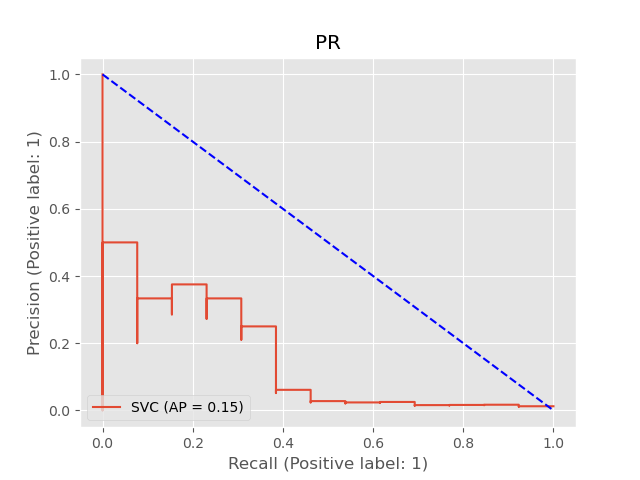 PR
1.0
0.8
0.6
0.4
0.2
0.0
Precision (Positive label: 1)
SVC (AP = 0.15)
0.0 0.2 0.4 0.6 0.8 1.0
Recall (Positive label: 1)